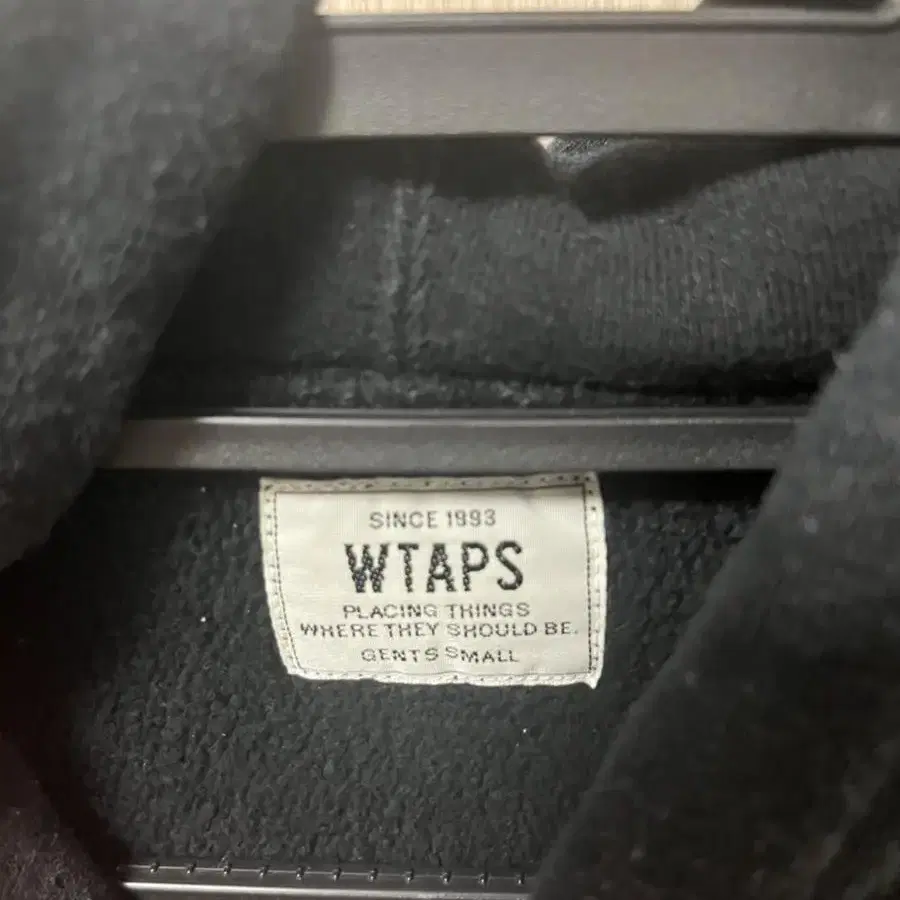 SINCE 1993
WTAPS
PLACING THINGS
WHERE THEY SHOULD BE.
GENTS SMALL